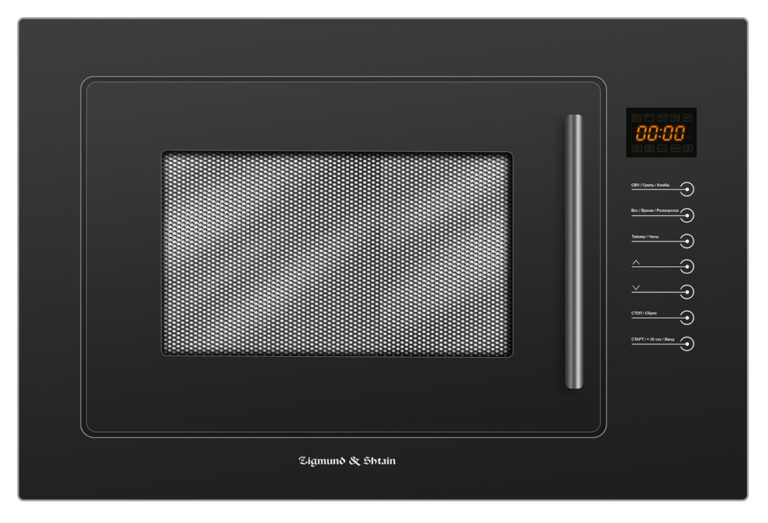 00:00
СВЧ / Гриль / Комби.
Вес / Время / Разморозка
Таймер / Часы
СТОП / Сброс
СТАРТ / + 30 сек / Ввод
Zigmund & Shtain